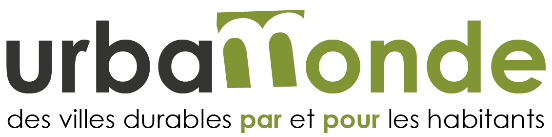 urbamonde
des villes durables par et pour les habitants